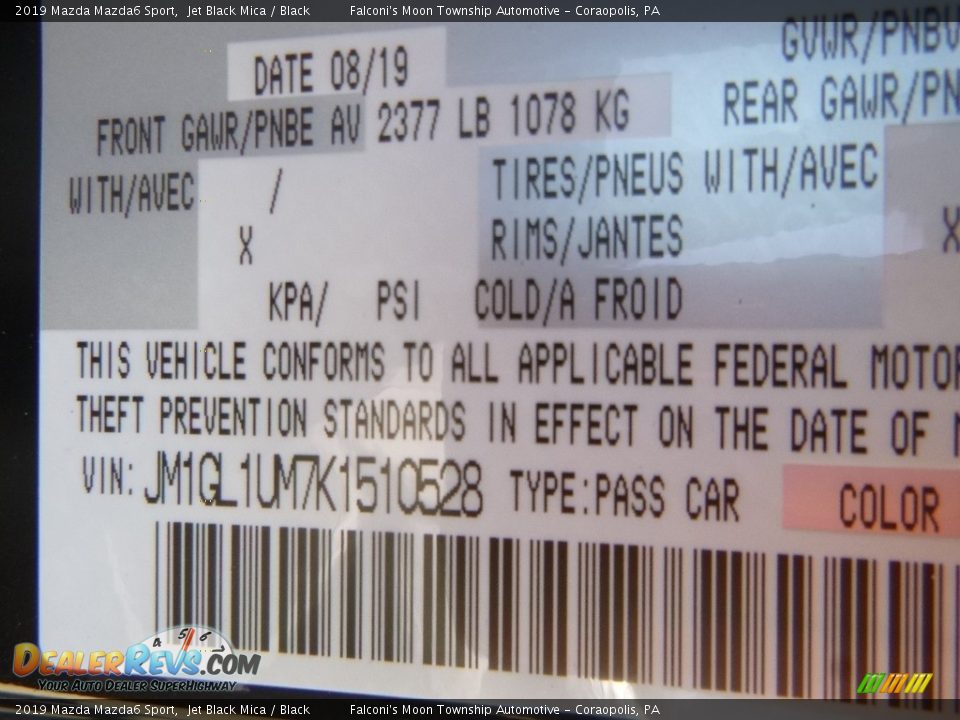 2019 Mazda Mazda6 Sport, Jet Black Mica / Black Falconi's Moon Township Automotive - Coraopolis, PA
DATE 08/19 GVWR/PNBV
FRONT GAWR/PNBE AV 2377 LB 1078 KG REAR GAWR/PN
WITH/AVEC / TIRES/PNEUS WITH/AVEC
X RIMS/JANTES X
KPA/ PSI COLD/A FROID
THIS VEHICLE CONFORMS TO ALL APPLICABLE FEDERAL MOTOR
THEFT PREVENTION STANDARDS IN EFFECT ON THE DATE OF M
VIN: JM1GL1UM7K1510528 TYPE:PASS CAR COLOR
4 5 6
DEALERREVS.COM
YOUR AUTO DEALER SUPERHIGHWAY
2019 Mazda Mazda6 Sport, Jet Black Mica / Black Falconi's Moon Township Automotive - Coraopolis, PA